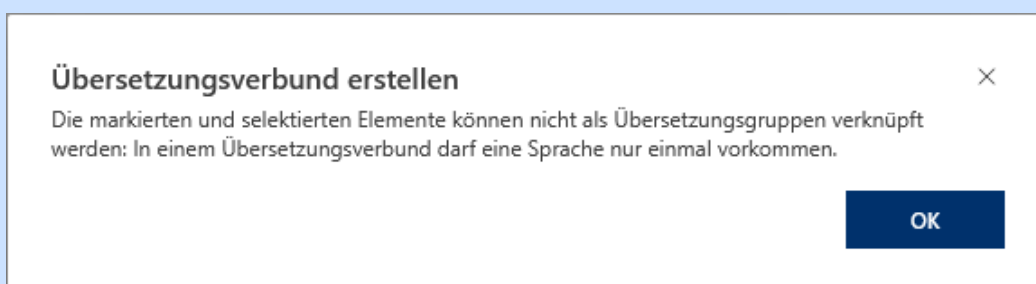 Übersetzungsverbund erstellen
Die markierten und selektierten Elemente können nicht als Übersetzungsgruppen verknüpft
werden: In einem Übersetzungsverbund darf eine Sprache nur einmal vorkommen.
OK